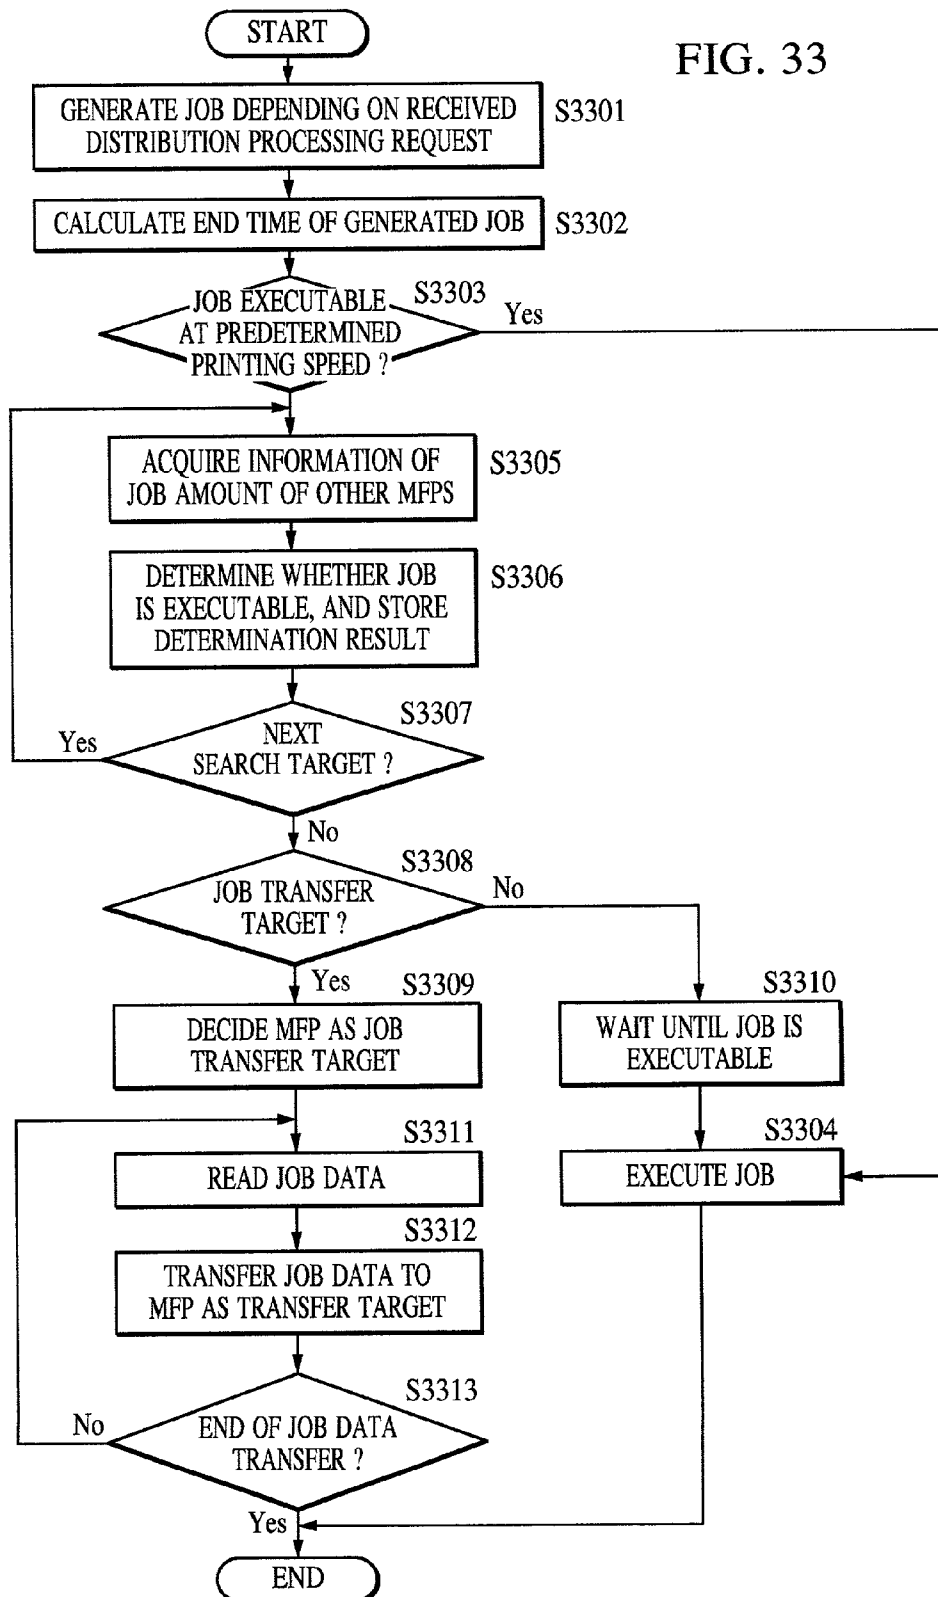 START
FIG. 33
GENERATE JOB DEPENDING ON RECEIVED
DISTRIBUTION PROCESSING REQUEST
S3301
CALCULATE END TIME OF GENERATED JOB
S3302
S3303
JOB EXECUTABLE
AT PREDETERMINED
PRINTING SPEED ?
Yes
ACQUIRE INFORMATION OF
JOB AMOUNT OF OTHER MFPS
S3305
DETERMINE WHETHER JOB
IS EXECUTABLE, AND STORE
DETERMINATION RESULT
S3306
S3307
NEXT
SEARCH TARGET ?
Yes
No
S3308
JOB TRANSFER
TARGET ?
No
Yes
S3309
DECIDE MFP AS JOB
TRANSFER TARGET
S3310
WAIT UNTIL JOB IS
EXECUTABLE
S3311
READ JOB DATA
S3304
EXECUTE JOB
S3312
TRANSFER JOB DATA TO
MFP AS TRANSFER TARGET
S3313
END OF JOB DATA
TRANSFER ?
No
Yes
END